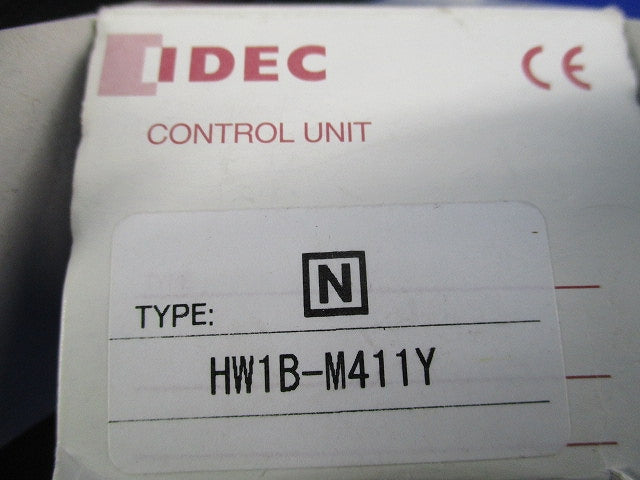 IDEC CE
CONTROL UNIT
N
TYPE:
HW1B-M411Y